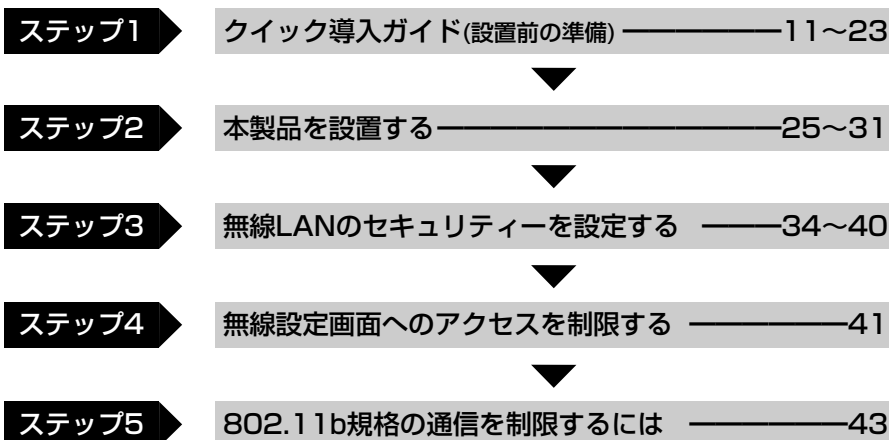 ステップ1 クイック導入ガイド(設置前の準備) 11～23
ステップ2 本製品を設置する 25～31
ステップ3 無線LANのセキュリティーを設定する 34～40
ステップ4 無線設定画面へのアクセスを制限する 41
ステップ5 802.11b規格の通信を制限するには 43